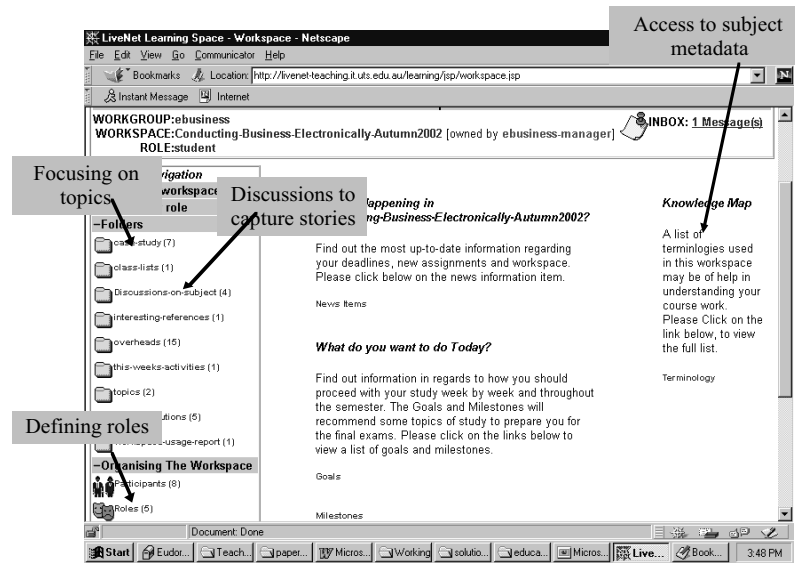 Access to subject
metadata
LiveNet Learning Space - Workspace - Netscape
File Edit View Go Communicator Help
Bookmarks Location: http://livenet-teaching.it.uts.edu.au/learning/jsp/workspace.jsp
Instant Message Internet
WORKGROUP:ebusiness
WORKSPACE:Conducting-Business-Electronically-Autumn2002 [owned by ebusiness-manager]
ROLE:student
INBOX: 1 Message(s)
Focusing on
topics
workspace
role
Discussions to
capture stories
–Folders
case-study (7)
class-lists (1)
Discussions-on-subject (4)
interesting-references (1)
overheads (15)
this-weeks-activities (1)
topics (2)
(5)
Defining roles
-usage-report (1)
–Organising The Workspace
Participants (8)
Roles (5)
in
-Business-Electronically-Autumn2002?
Find out the most up-to-date information regarding
your deadlines, new assignments and workspace.
Please click below on the news information item.
News Items
What do you want to do Today?
Find out information in regards to how you should
proceed with your study week by week and throughout
the semester. The Goals and Milestones will
recommend some topics of study to prepare you for
the final exams. Please click on the links below to
view a list of goals and milestones.
Goals
Milestones
Knowledge Map
A list of
terminlogies used
in this workspace
may be of help in
understanding your
course work.
Please Click on the
link below, to view
the full list.
Terminology
Document: Done
Start Eudor... Teach... paper... Micros... Working solutio... educa... Micros... Live... Book... 3:48 PM